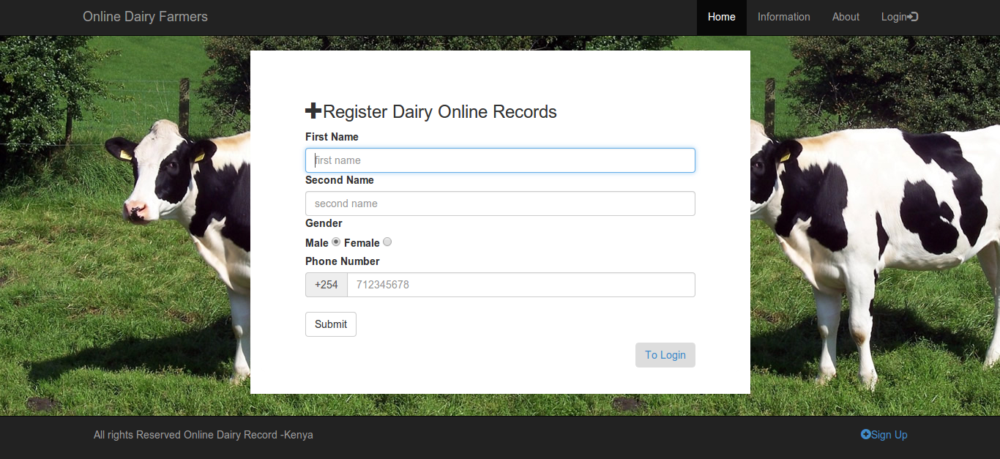 Online Dairy Farmers Home Information About Login
Register Dairy Online Records
First Name
first name
Second Name
second name
Gender
Male Female
Phone Number
+254 712345678
Submit
To Login
All rights Reserved Online Dairy Record -Kenya Sign Up